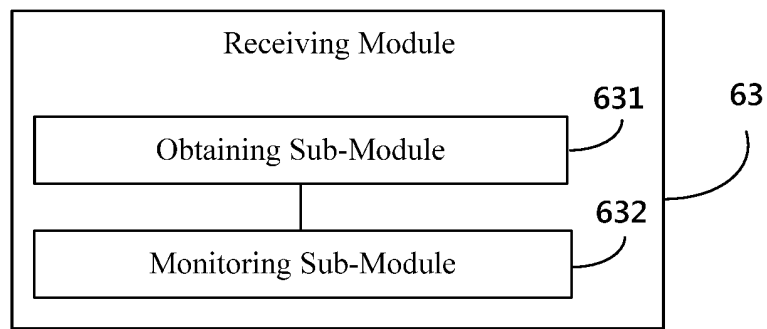 Receiving Module
631
63
Obtaining Sub-Module
632
Monitoring Sub-Module